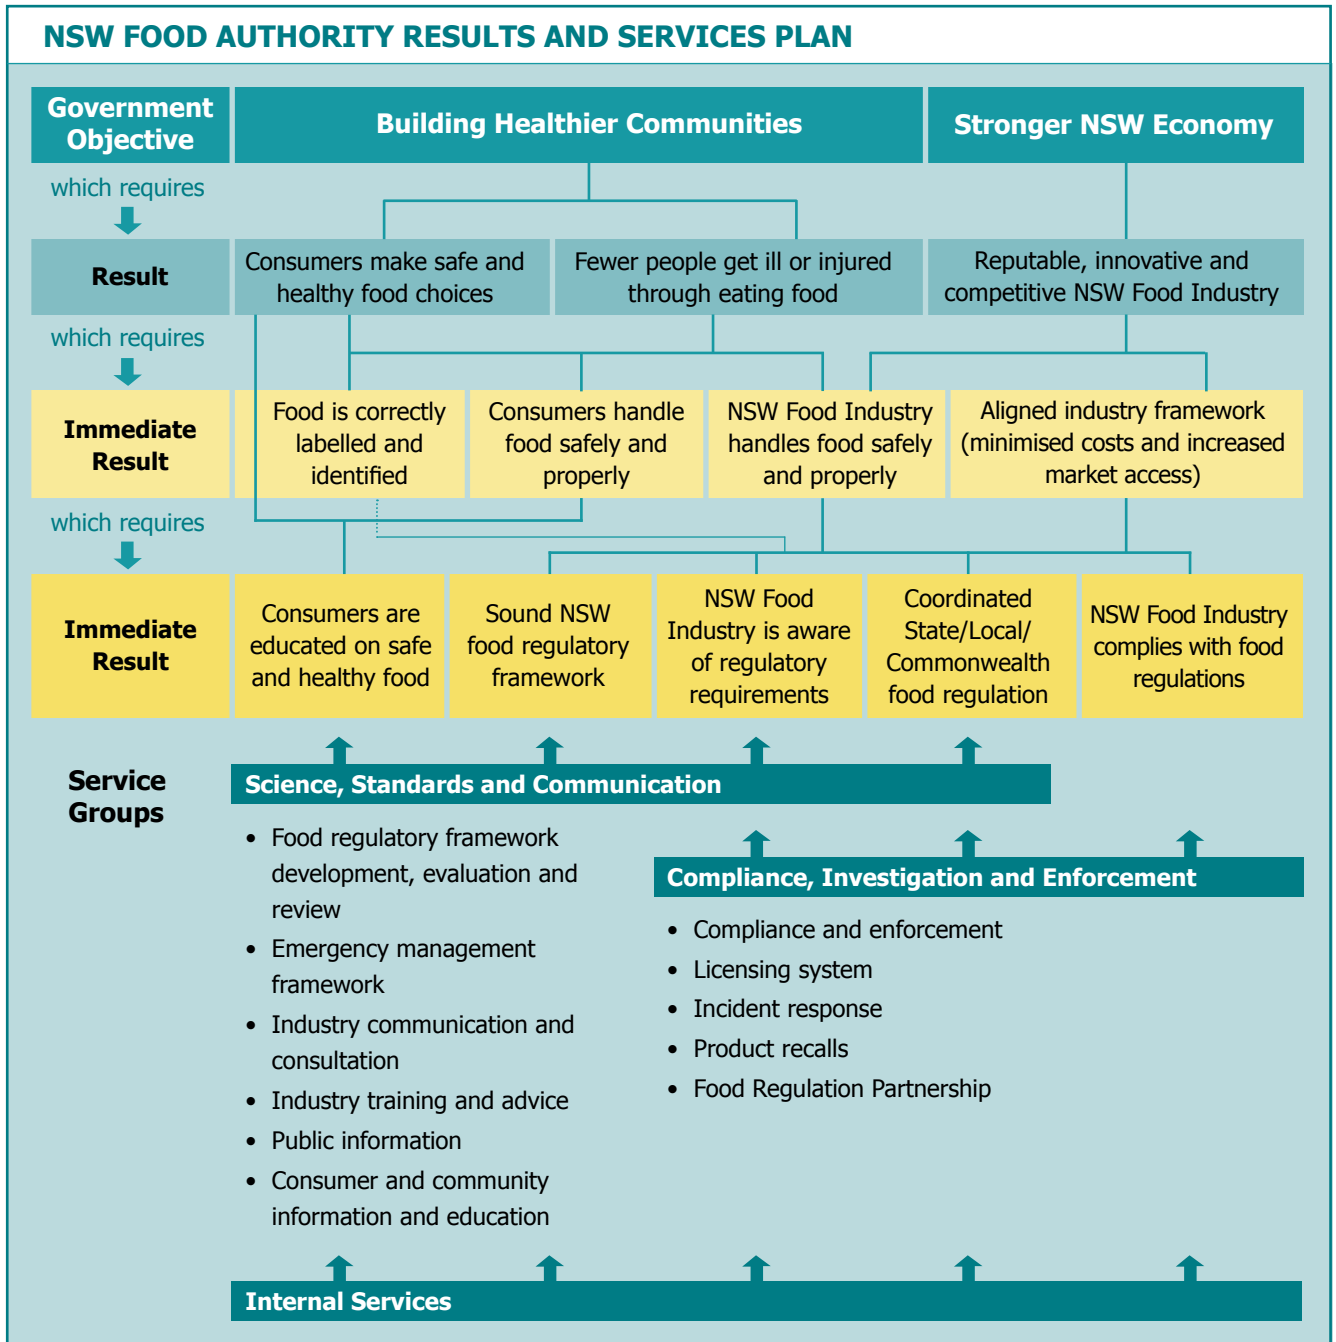 NSW FOOD AUTHORITY RESULTS AND SERVICES PLAN
Government
Objective
Building Healthier Communities
Stronger NSW Economy
which requires
Result
Consumers make safe and
healthy food choices
Fewer people get ill or injured
through eating food
Reputable, innovative and
competitive NSW Food Industry
which requires
Immediate
Result
Food is correctly
labelled and
identified
Consumers handle
food safely and
properly
NSW Food Industry
handles food safely
and properly
Aligned industry framework
(minimised costs and increased
market access)
which requires
Immediate
Result
Consumers are
educated on safe
and healthy food
Sound NSW
food regulatory
framework
NSW Food
Industry is aware
of regulatory
requirements
Coordinated
State/Local/
Commonwealth
food regulation
NSW Food Industry
complies with food
regulations
Service
Groups
Science, Standards and Communication
• Food regulatory framework
development, evaluation and
review
• Emergency management
framework
• Industry communication and
consultation
• Industry training and advice
• Public information
• Consumer and community
information and education
Compliance, Investigation and Enforcement
• Compliance and enforcement
• Licensing system
• Incident response
• Product recalls
• Food Regulation Partnership
Internal Services